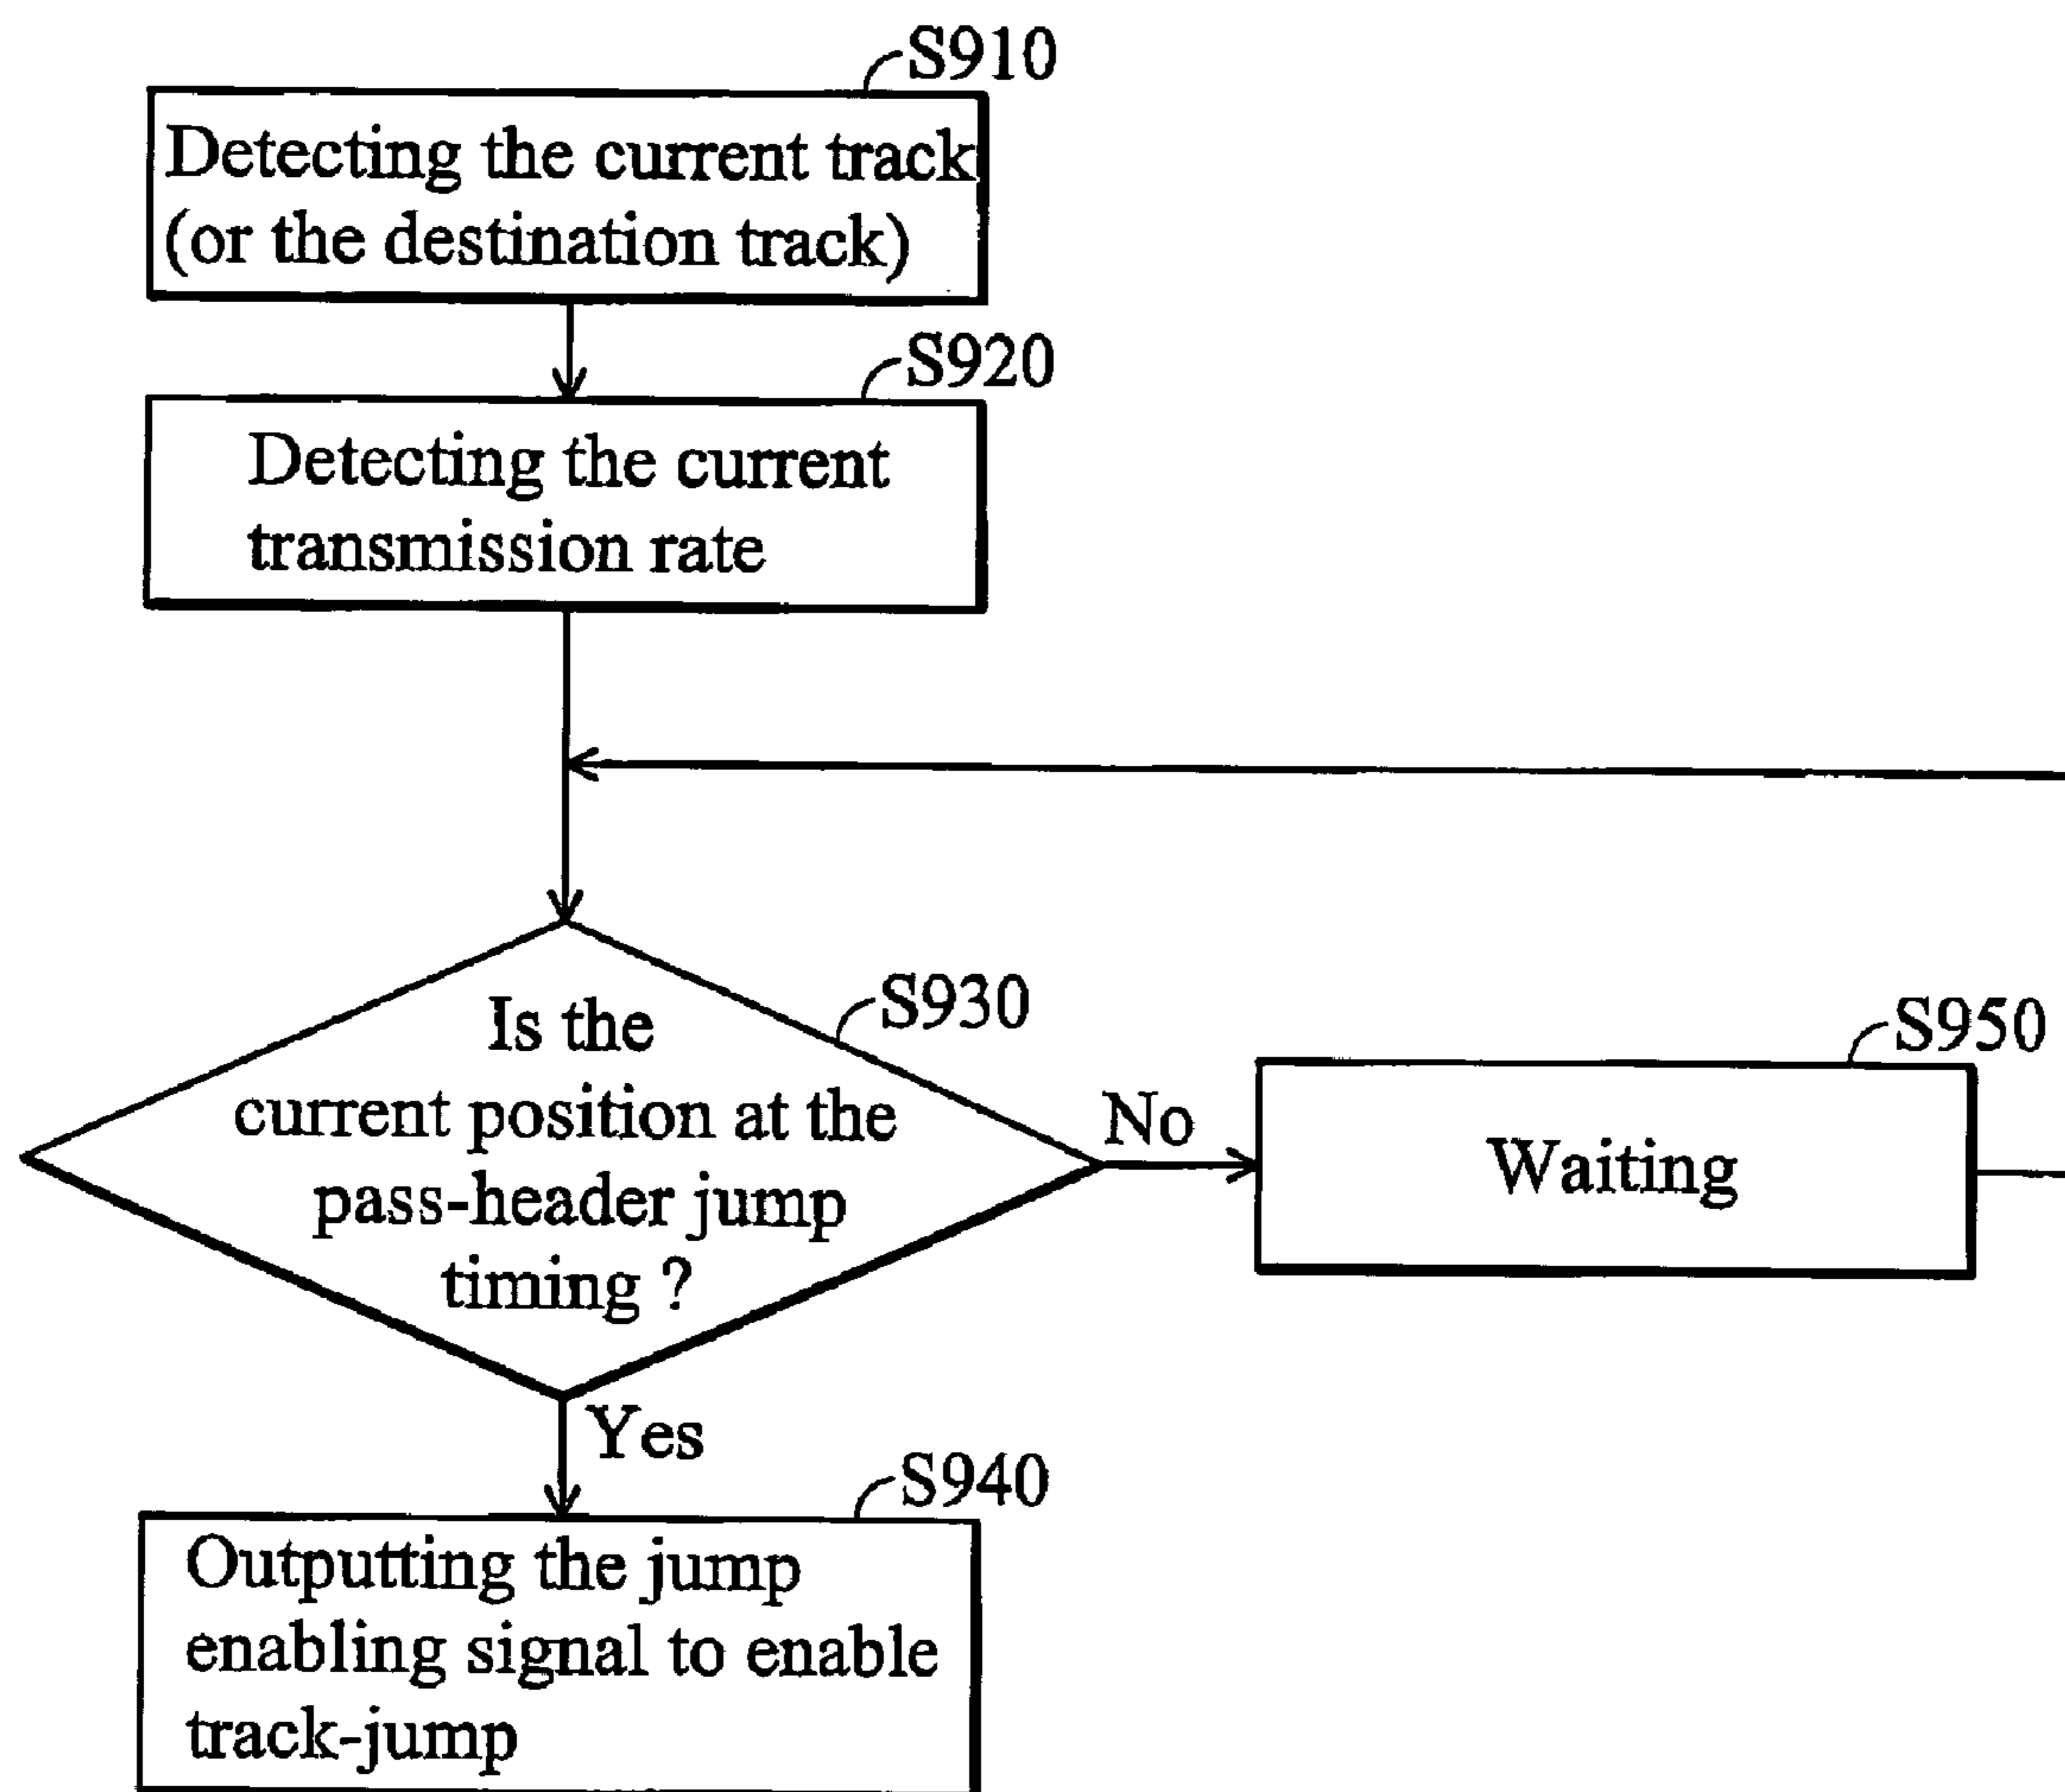 S910
Detecting the current track
(or the destination track)
S920
Detecting the current
transmission rate
S930
Is the
current position at the
pass-header jump
timing ?
No
S950
Waiting
Yes
S940
Outputting the jump
enabling signal to enable
track-jump